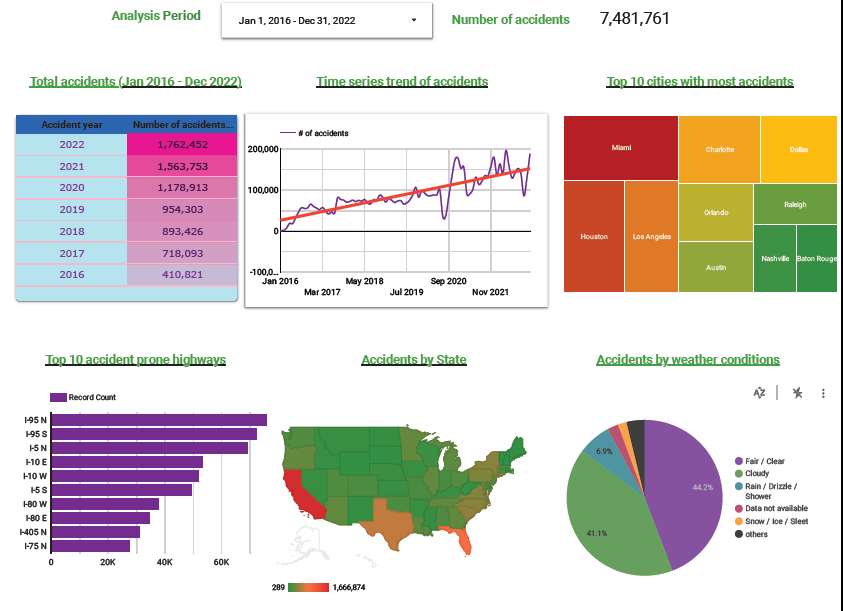 Analysis Period
Jan 1, 2016 - Dec 31, 2022
Number of accidents
7,481,761
Total accidents (Jan 2016 - Dec 2022)
Time series trend of accidents
Top 10 cities with most accidents
Accident year Number of accidents...
2022 1,762,452
2021 1,563,753
2020 1,178,913
2019 954,303
2018 893,426
2017 718,093
2016 410,821
# of accidents
200,000
100,000
0
-100,0...
Jan 2016 May 2018 Sep 2020
Mar 2017 Jul 2019 Nov 2021
Miami
Charlotte
Dallas
Houston
Los Angeles
Orlando
Raleigh
Austin
Nashville
Baton Rouge
Top 10 accident prone highways
Accidents by State
Accidents by weather conditions
Record Count
I-95 N
I-95 S
I-5 N
I-10 E
I-10 W
I-5 S
I-80 W
I-80 E
I-405 N
I-75 N
0 20K 40K 60K
289 1,666,874
AZ
6.9%
44.2%
41.1%
Fair / Clear
Cloudy
Rain / Drizzle /
Shower
Data not available
Snow / Ice / Sleet
others